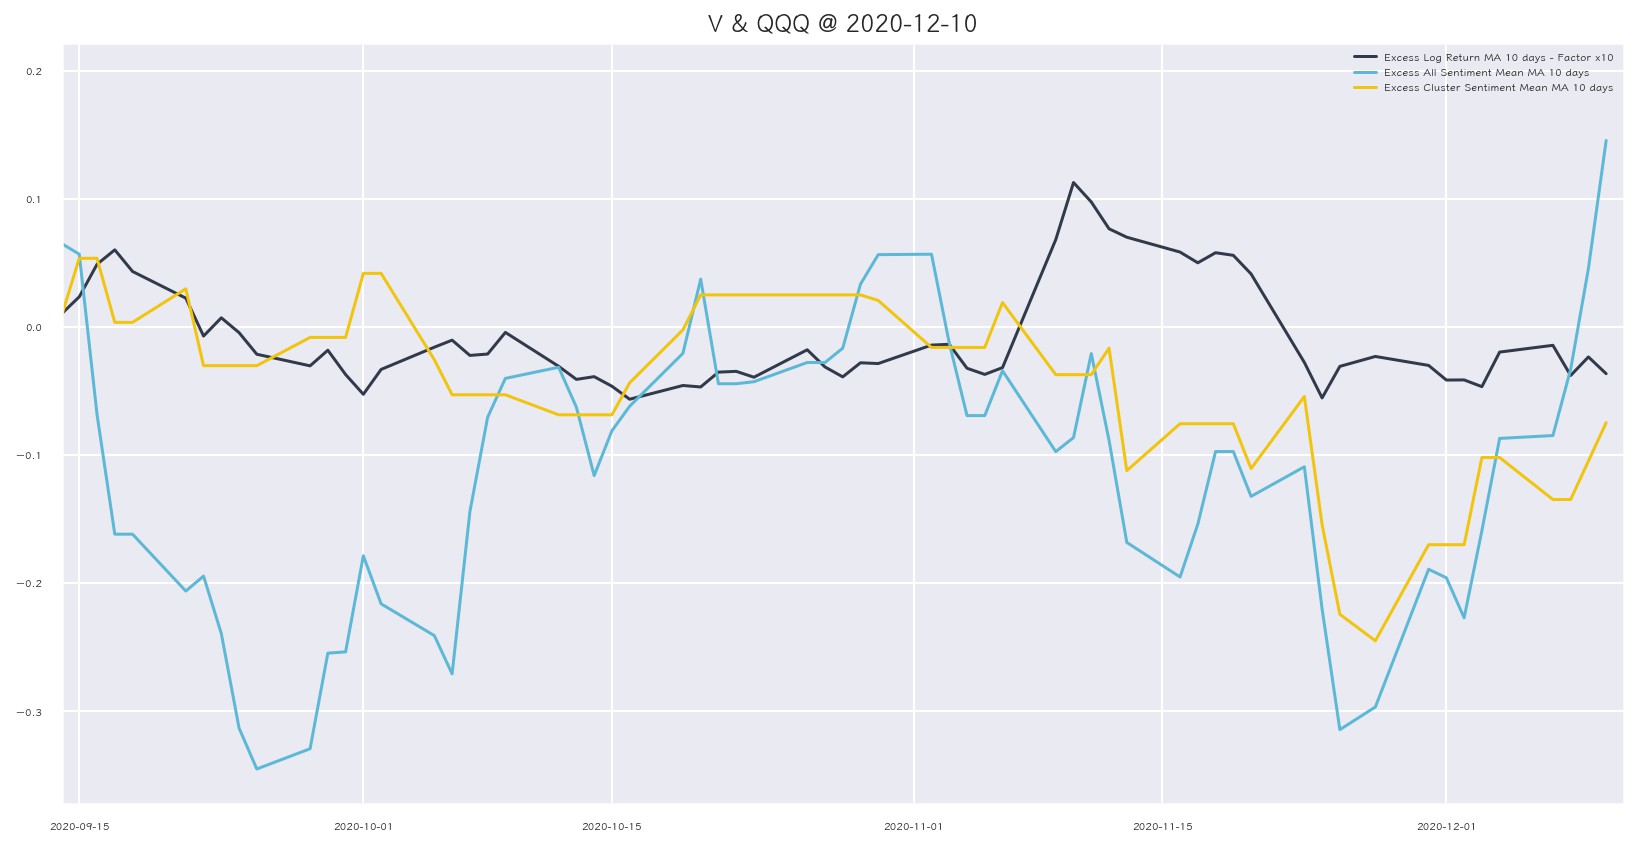 V & QQQ @ 2020-12-10
Excess Log Return MA 10 days - Factor x10
Excess All Sentiment Mean MA 10 days
Excess Cluster Sentiment Mean MA 10 days
0.2
0.1
0.0
−0.1
−0.2
−0.3
2020-09-15 2020-10-01 2020-10-15 2020-11-01 2020-11-15 2020-12-01